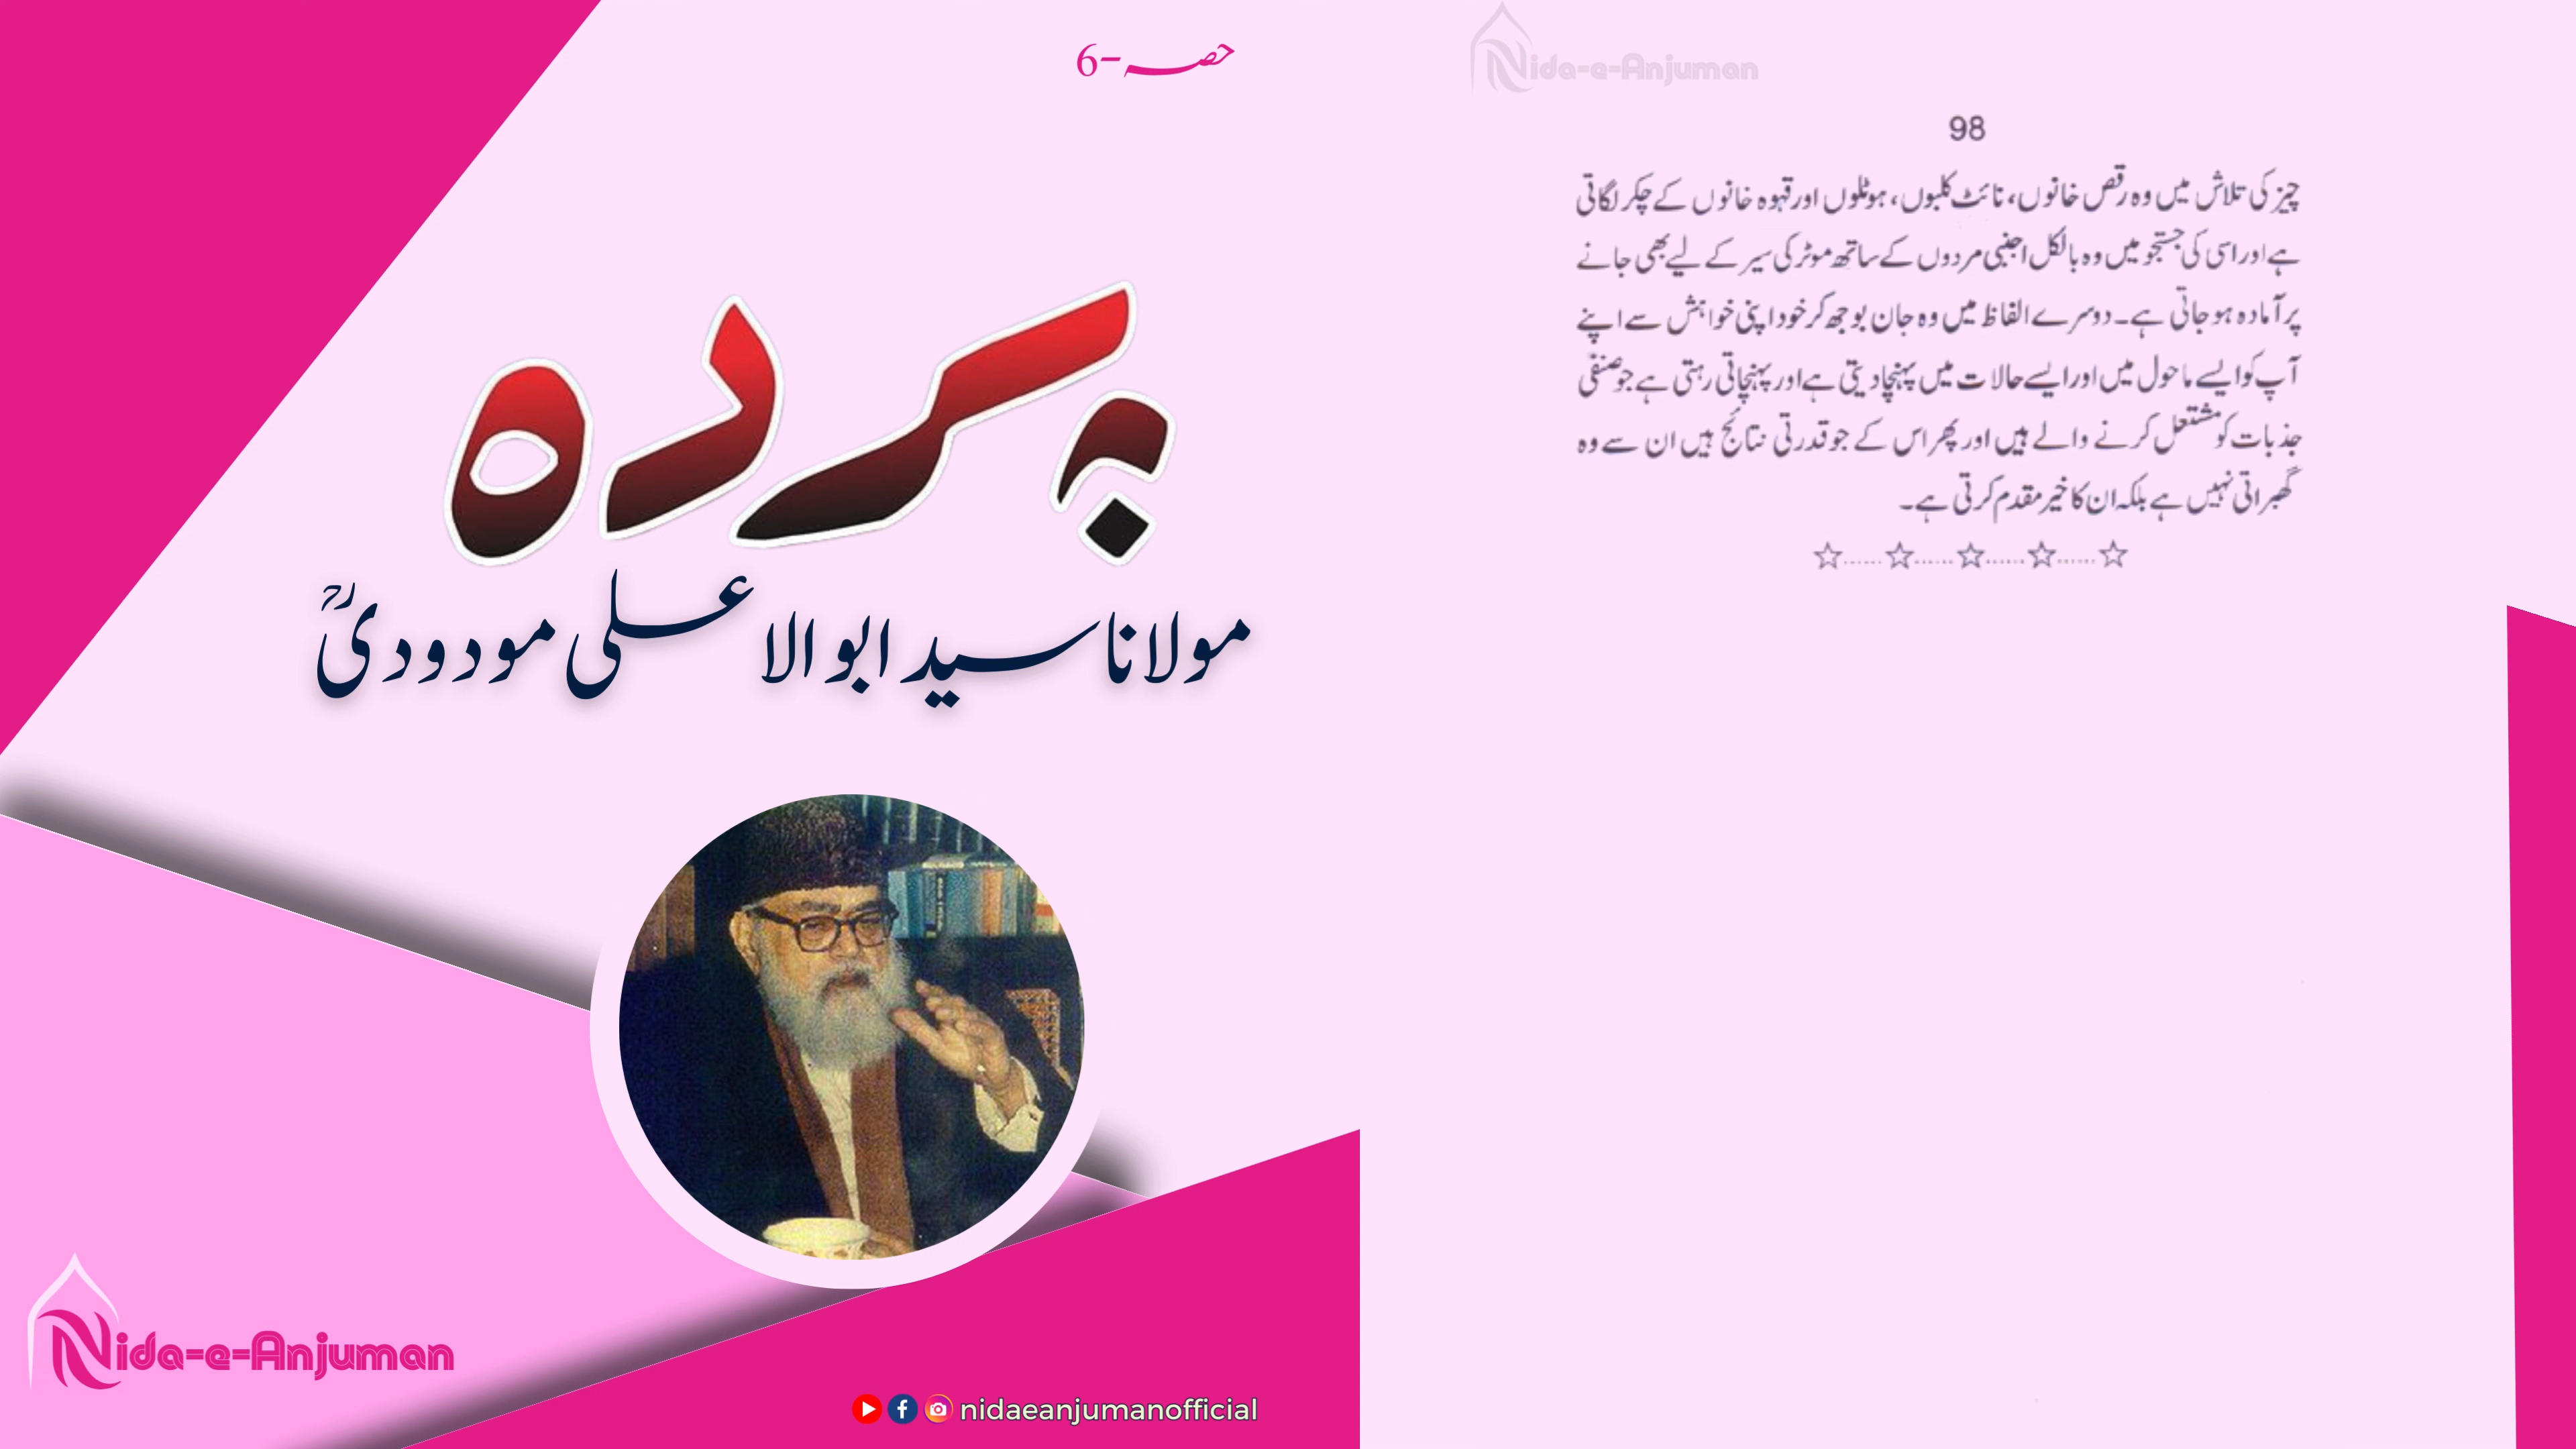 حصہ-6
پردہ
مولانا سید ابوالاعلی مودودیؒ
Nida-e-Anjuman
nidaeanjumanofficial
Nida-e-Anjuman
98
چیز کی تلاش میں وہ رقص خانوں، نائٹ کلبوں، ہوٹلوں اور قہوہ خانوں کے چکر لگاتی
ہے اور اسی کی جستجو میں وہ بالکل اجنبی مردوں کے ساتھ موٹر کی سیر کے لیے بھی جانے
پر آمادہ ہو جاتی ہے۔ دوسرے الفاظ میں وہ جان بوجھ کر خود اپنی خواہش سے اپنے
آپ کو ایسے ماحول میں اور ایسے حالات میں پہنچا دیتی ہے اور پہنچاتی رہتی ہے جو صنفی
جذبات کو مشتعل کرنے والے ہیں اور پھر اس کے جو قدرتی نتائج ہیں ان سے وہ
گھبراتی نہیں ہے بلکہ ان کا خیر مقدم کرتی ہے۔
☆......☆......☆......☆......☆